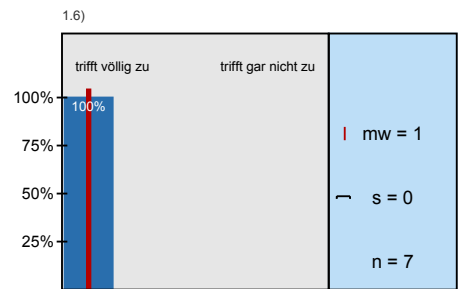 1.6)
trifft völlig zu
trifft gar nicht zu
100%
100%
75%
50%
25%
mw = 1
s = 0
n = 7